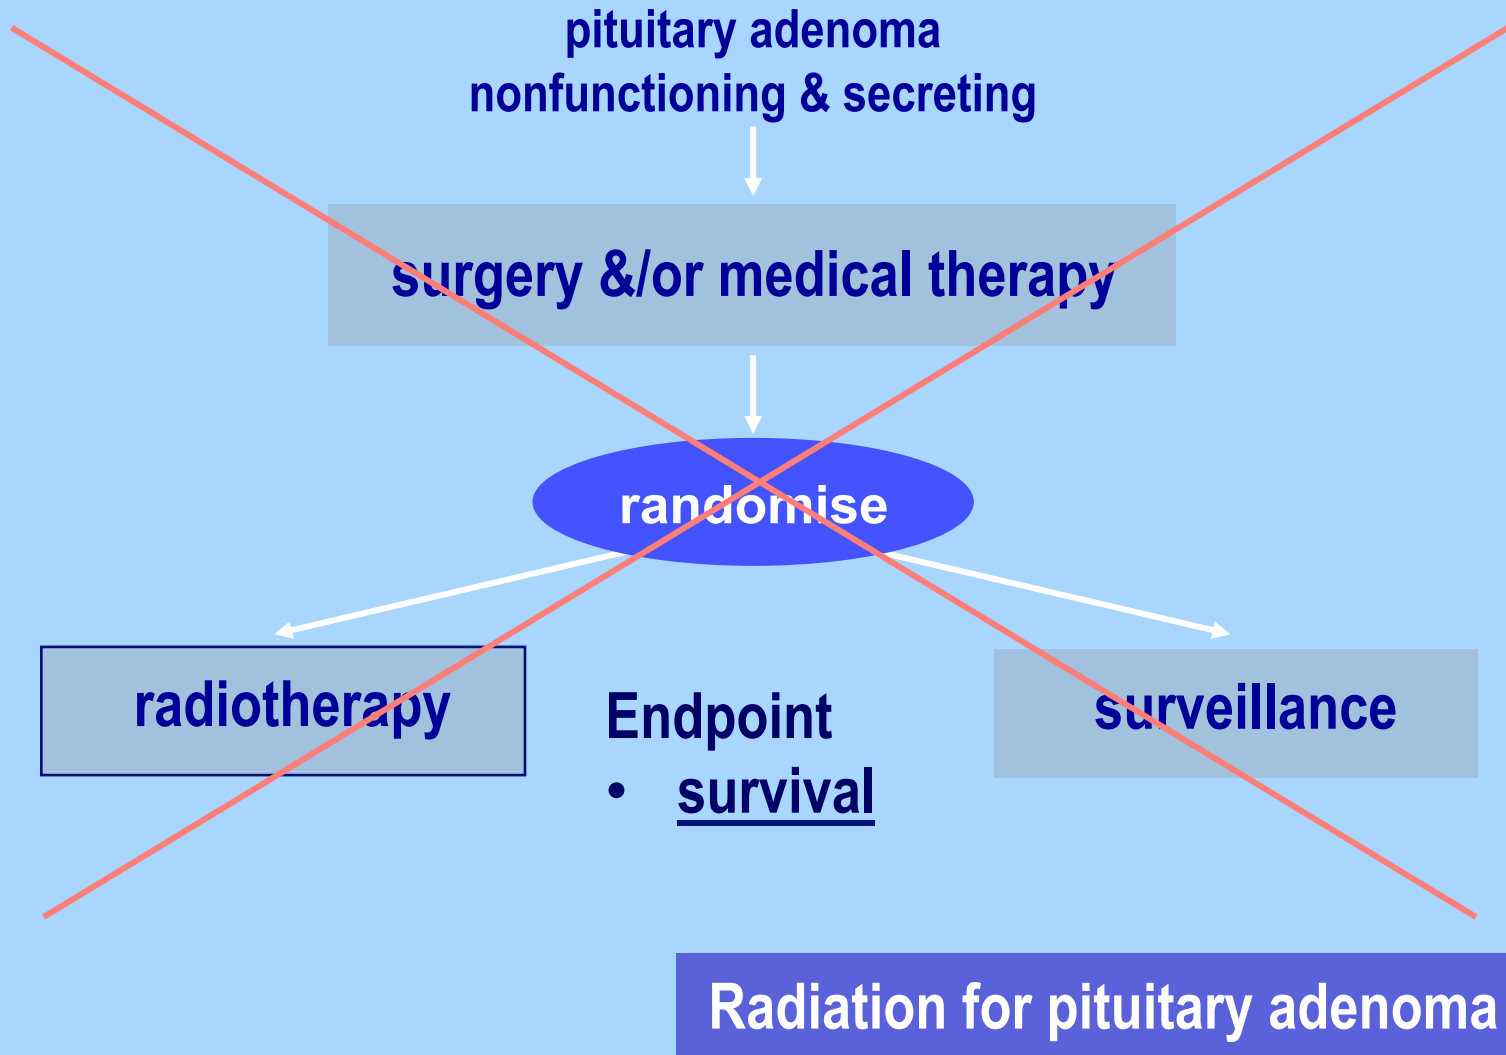 pituitary adenoma
nonfunctioning & secreting
surgery &/or medical therapy
randomise
radiotherapy
Endpoint
• survival
surveillance
Radiation for pituitary adenoma